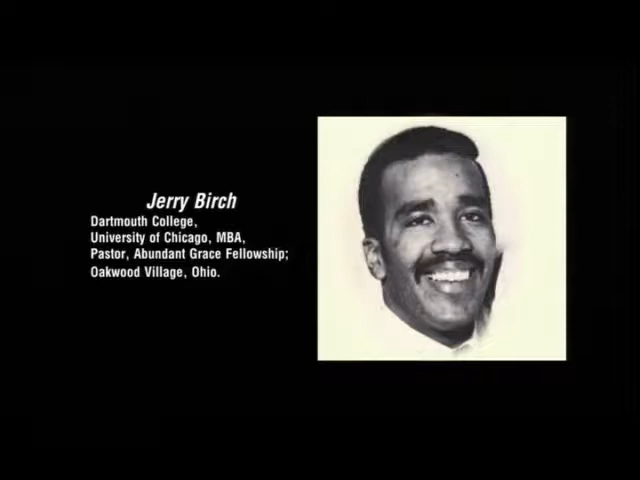 Jerry Birch
Dartmouth College,
University of Chicago, MBA,
Pastor, Abundant Grace Fellowship;
Oakwood Village, Ohio.